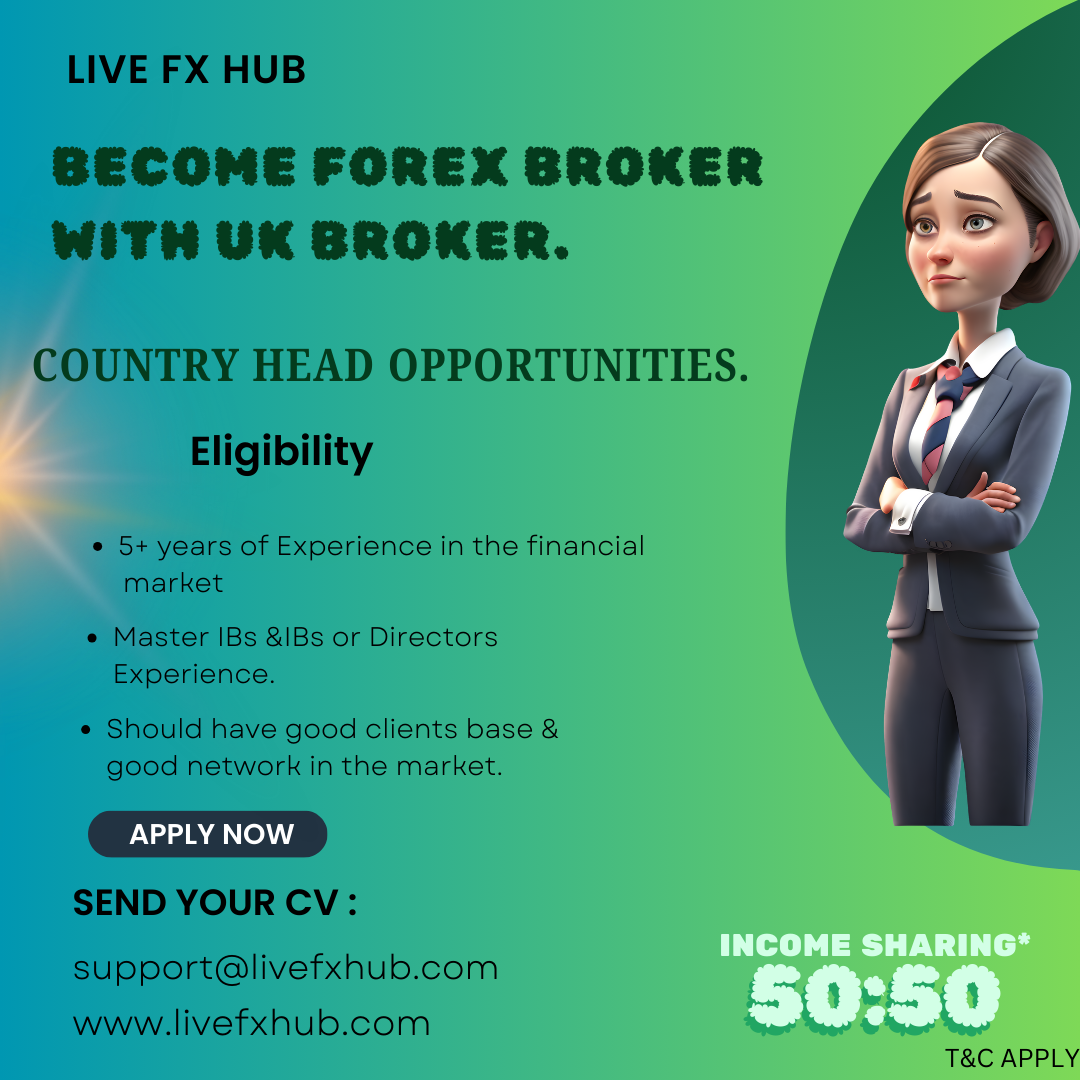 LIVE FX HUB
BECOME FOREX BROKER
WITH UK BROKER.
COUNTRY HEAD OPPORTUNITIES.
Eligibility
• 5+ years of Experience in the financial
market
• Master IBs &IBs or Directors
Experience.
• Should have good clients base &
good network in the market.
APPLY NOW
SEND YOUR CV :
support@livefxhub.com
www.livefxhub.com
INCOME SHARING*
50:50
T&C APPLY